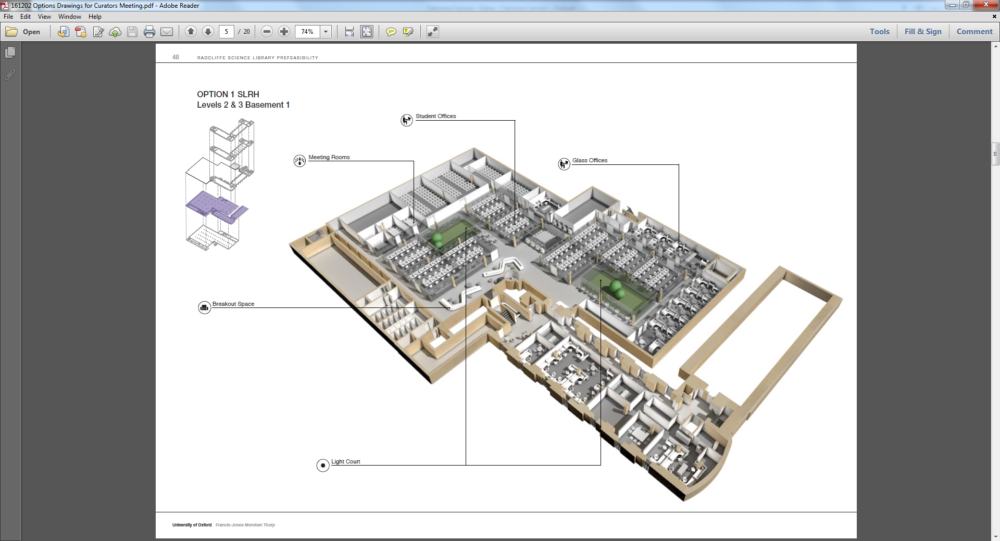 161202 Options Drawings for Curators Meeting.pdf - Adobe Reader
File Edit View Window Help
Open
5 / 20
74%
Tools Fill & Sign Comment
48 RADCLIFFE SCIENCE LIBRARY PREFEASIBILITY
OPTION 1 SLRH
Levels 2 & 3 Basement 1
Student Offices
Meeting Rooms
Glass Offices
Breakout Space
Light Court
University of Oxford Francis-Jones Morehen Thorp